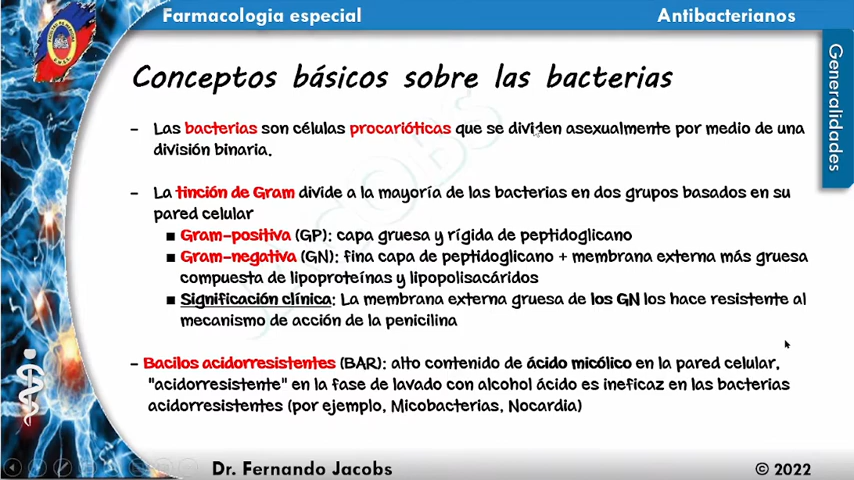 Farmacologia especial
Antibacterianos
Generalidades
Conceptos básicos sobre las bacterias
– Las bacterias son células procarióticas que se dividen asexualmente por medio de una
división binaria.
– La tinción de Gram divide a la mayoría de las bacterias en dos grupos basados en su
pared celular
■ Gram-positiva (GP): capa gruesa y rígida de peptidoglicano
■ Gram-negativa (GN): fina capa de peptidoglicano + membrana externa más gruesa
compuesta de lipoproteínas y lipopolisacáridos
■ Significación clínica: La membrana externa gruesa de los GN los hace resistente al
mecanismo de acción de la penicilina
– Bacilos acidorresistentes (BAR): alto contenido de ácido micólico en la pared celular,
"acidorresistente" en la fase de lavado con alcohol ácido es ineficaz en las bacterias
acidorresistentes (por ejemplo, Micobacterias, Nocardia)
JACOBS
Dr. Fernando Jacobs
© 2022